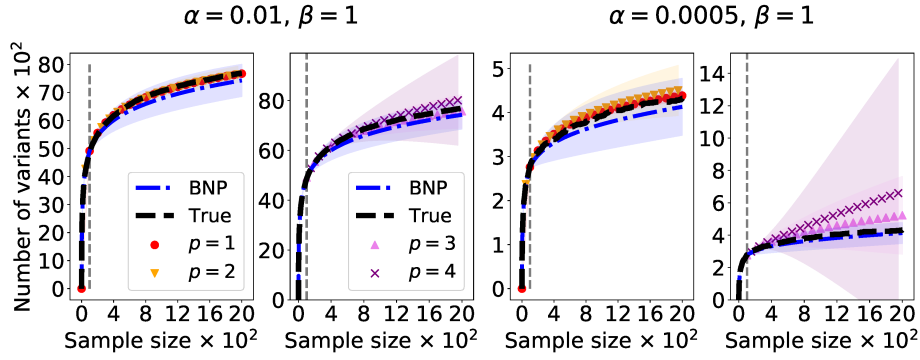 α = 0.01, β = 1
α = 0.0005, β = 1
Number of variants × 10²
80
70
60
50
40
30
20
10
0
BNP
True
p = 1
p = 2
0 4 8 12 16 20
Sample size × 10²
80
60
40
20
0
BNP
True
p = 3
p = 4
0 4 8 12 16 20
Sample size × 10²
5
4
3
2
1
0
0 4 8 12 16 20
Sample size × 10²
14
12
10
8
6
4
2
0
0 4 8 12 16 20
Sample size × 10²